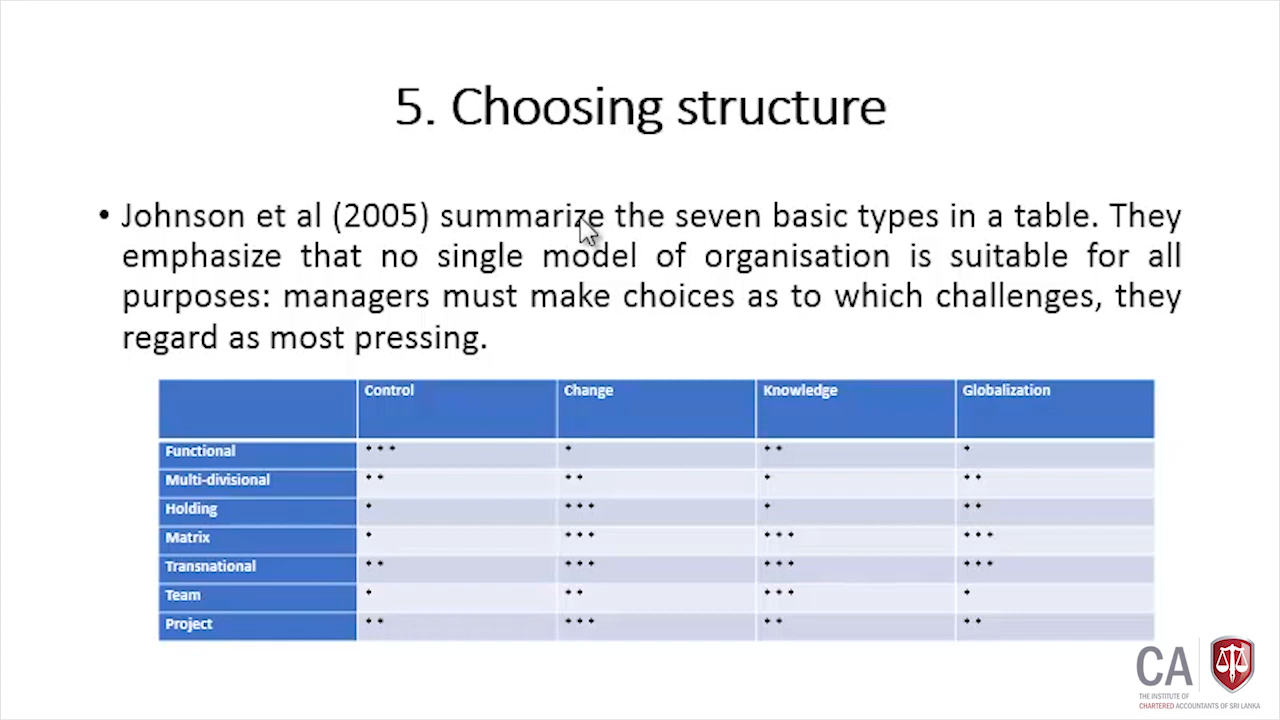 5. Choosing structure
• Johnson et al (2005) summarize the seven basic types in a table. They
emphasize that no single model of organisation is suitable for all
purposes: managers must make choices as to which challenges, they
regard as most pressing.
Control Change Knowledge Globalization
Functional *** * ** *
Multi-divisional ** ** * **
Holding * *** * **
Matrix * *** *** ***
Transnational ** *** *** ***
Team * ** *** *
Project ** *** ** **
CA
THE INSTITUTE OF
CHARTERED ACCOUNTANTS OF SRI LANKA